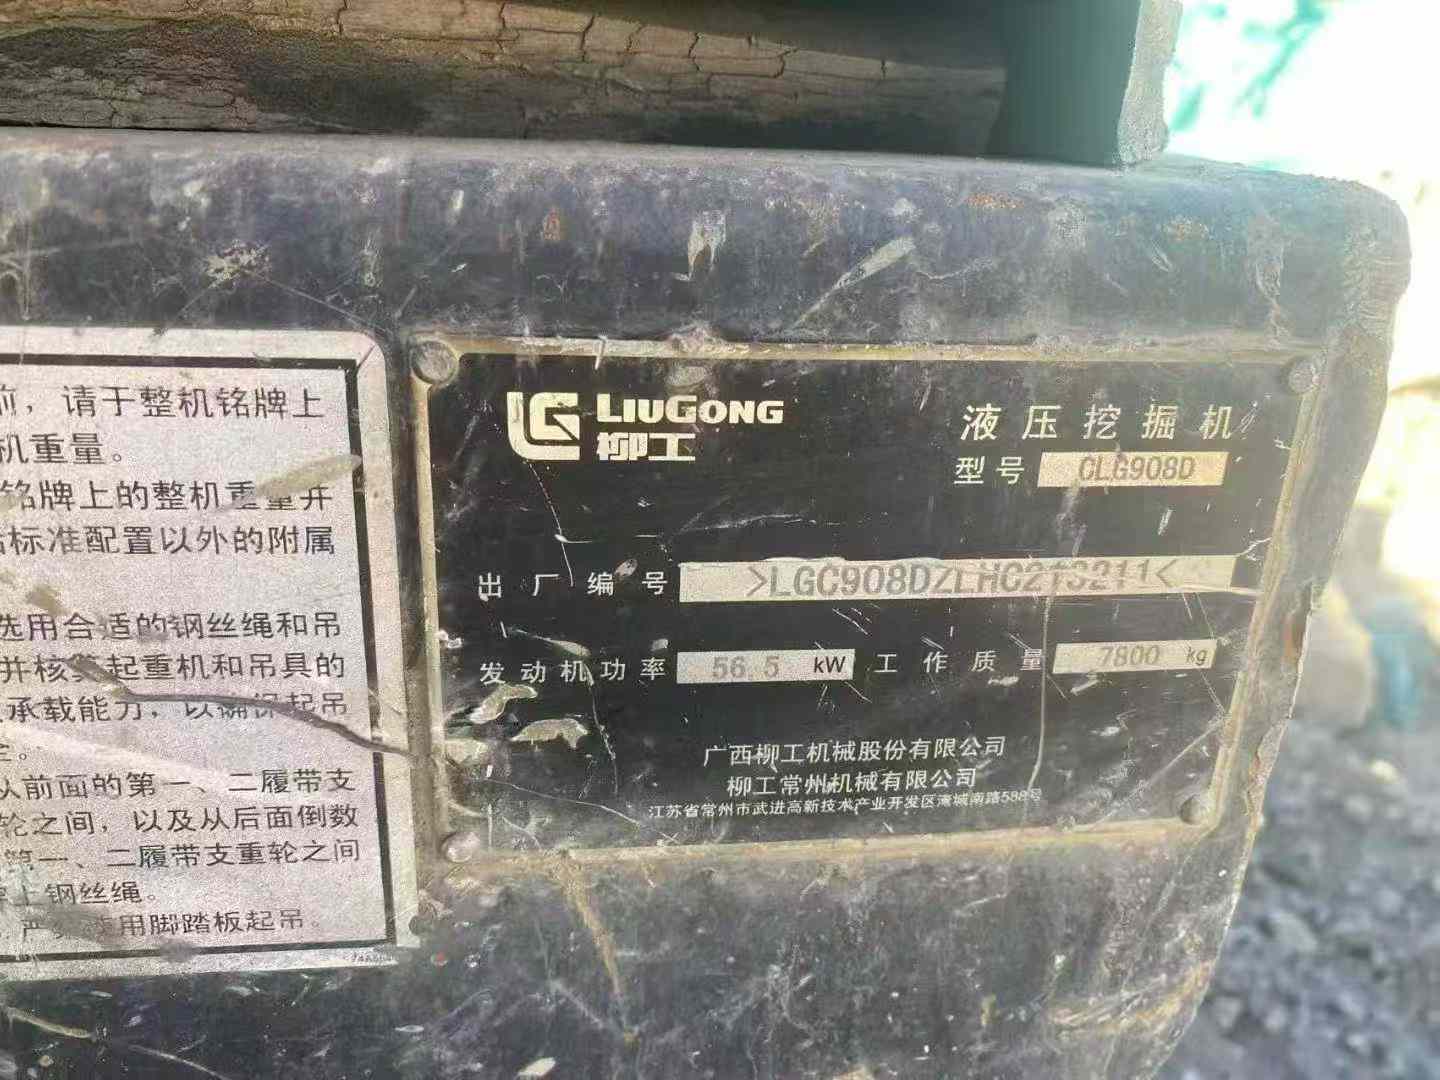 前，请于整机铭牌上
机重量。
铭牌上的整机重量并
标准配置以外的附属
选用合适的钢丝绳和吊
并核算起重机和吊具的
承载能力，以确保起吊
全。
从前面的第一、二履带支
轮之间，以及从后面倒数
第一、二履带支重轮之间
上钢丝绳。
用脚踏板起吊。
LG LIUGONG
柳工
液压挖掘机
型号 CLG908D
出厂编号 >LGC908DZLHC213211<
发动机功率 56.5 kW 工作质量 7800 kg
广西柳工机械股份有限公司
柳工常州机械有限公司
江苏省常州市武进高新技术产业开发区淹城南路588号